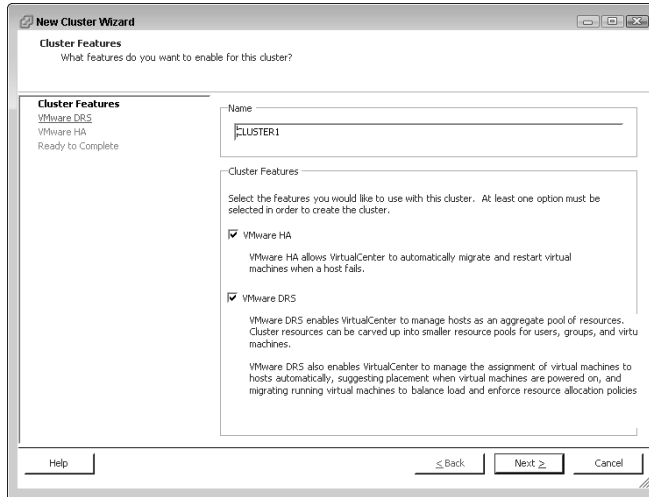 New Cluster Wizard
Cluster Features
What features do you want to enable for this cluster?
Cluster Features
VMware DRS
VMware HA
Ready to Complete
Name
CLUSTER1
Cluster Features
Select the features you would like to use with this cluster. At least one option must be
selected in order to create the cluster.
VMware HA
VMware HA allows VirtualCenter to automatically migrate and restart virtual
machines when a host fails.
VMware DRS
VMware DRS enables VirtualCenter to manage hosts as an aggregate pool of resources.
Cluster resources can be carved up into smaller resource pools for users, groups, and virtu
machines.
VMware DRS also enables VirtualCenter to manage the assignment of virtual machines to
hosts automatically, suggesting placement when virtual machines are powered on, and
migrating running virtual machines to balance load and enforce resource allocation policies
Help
< Back
Next >
Cancel